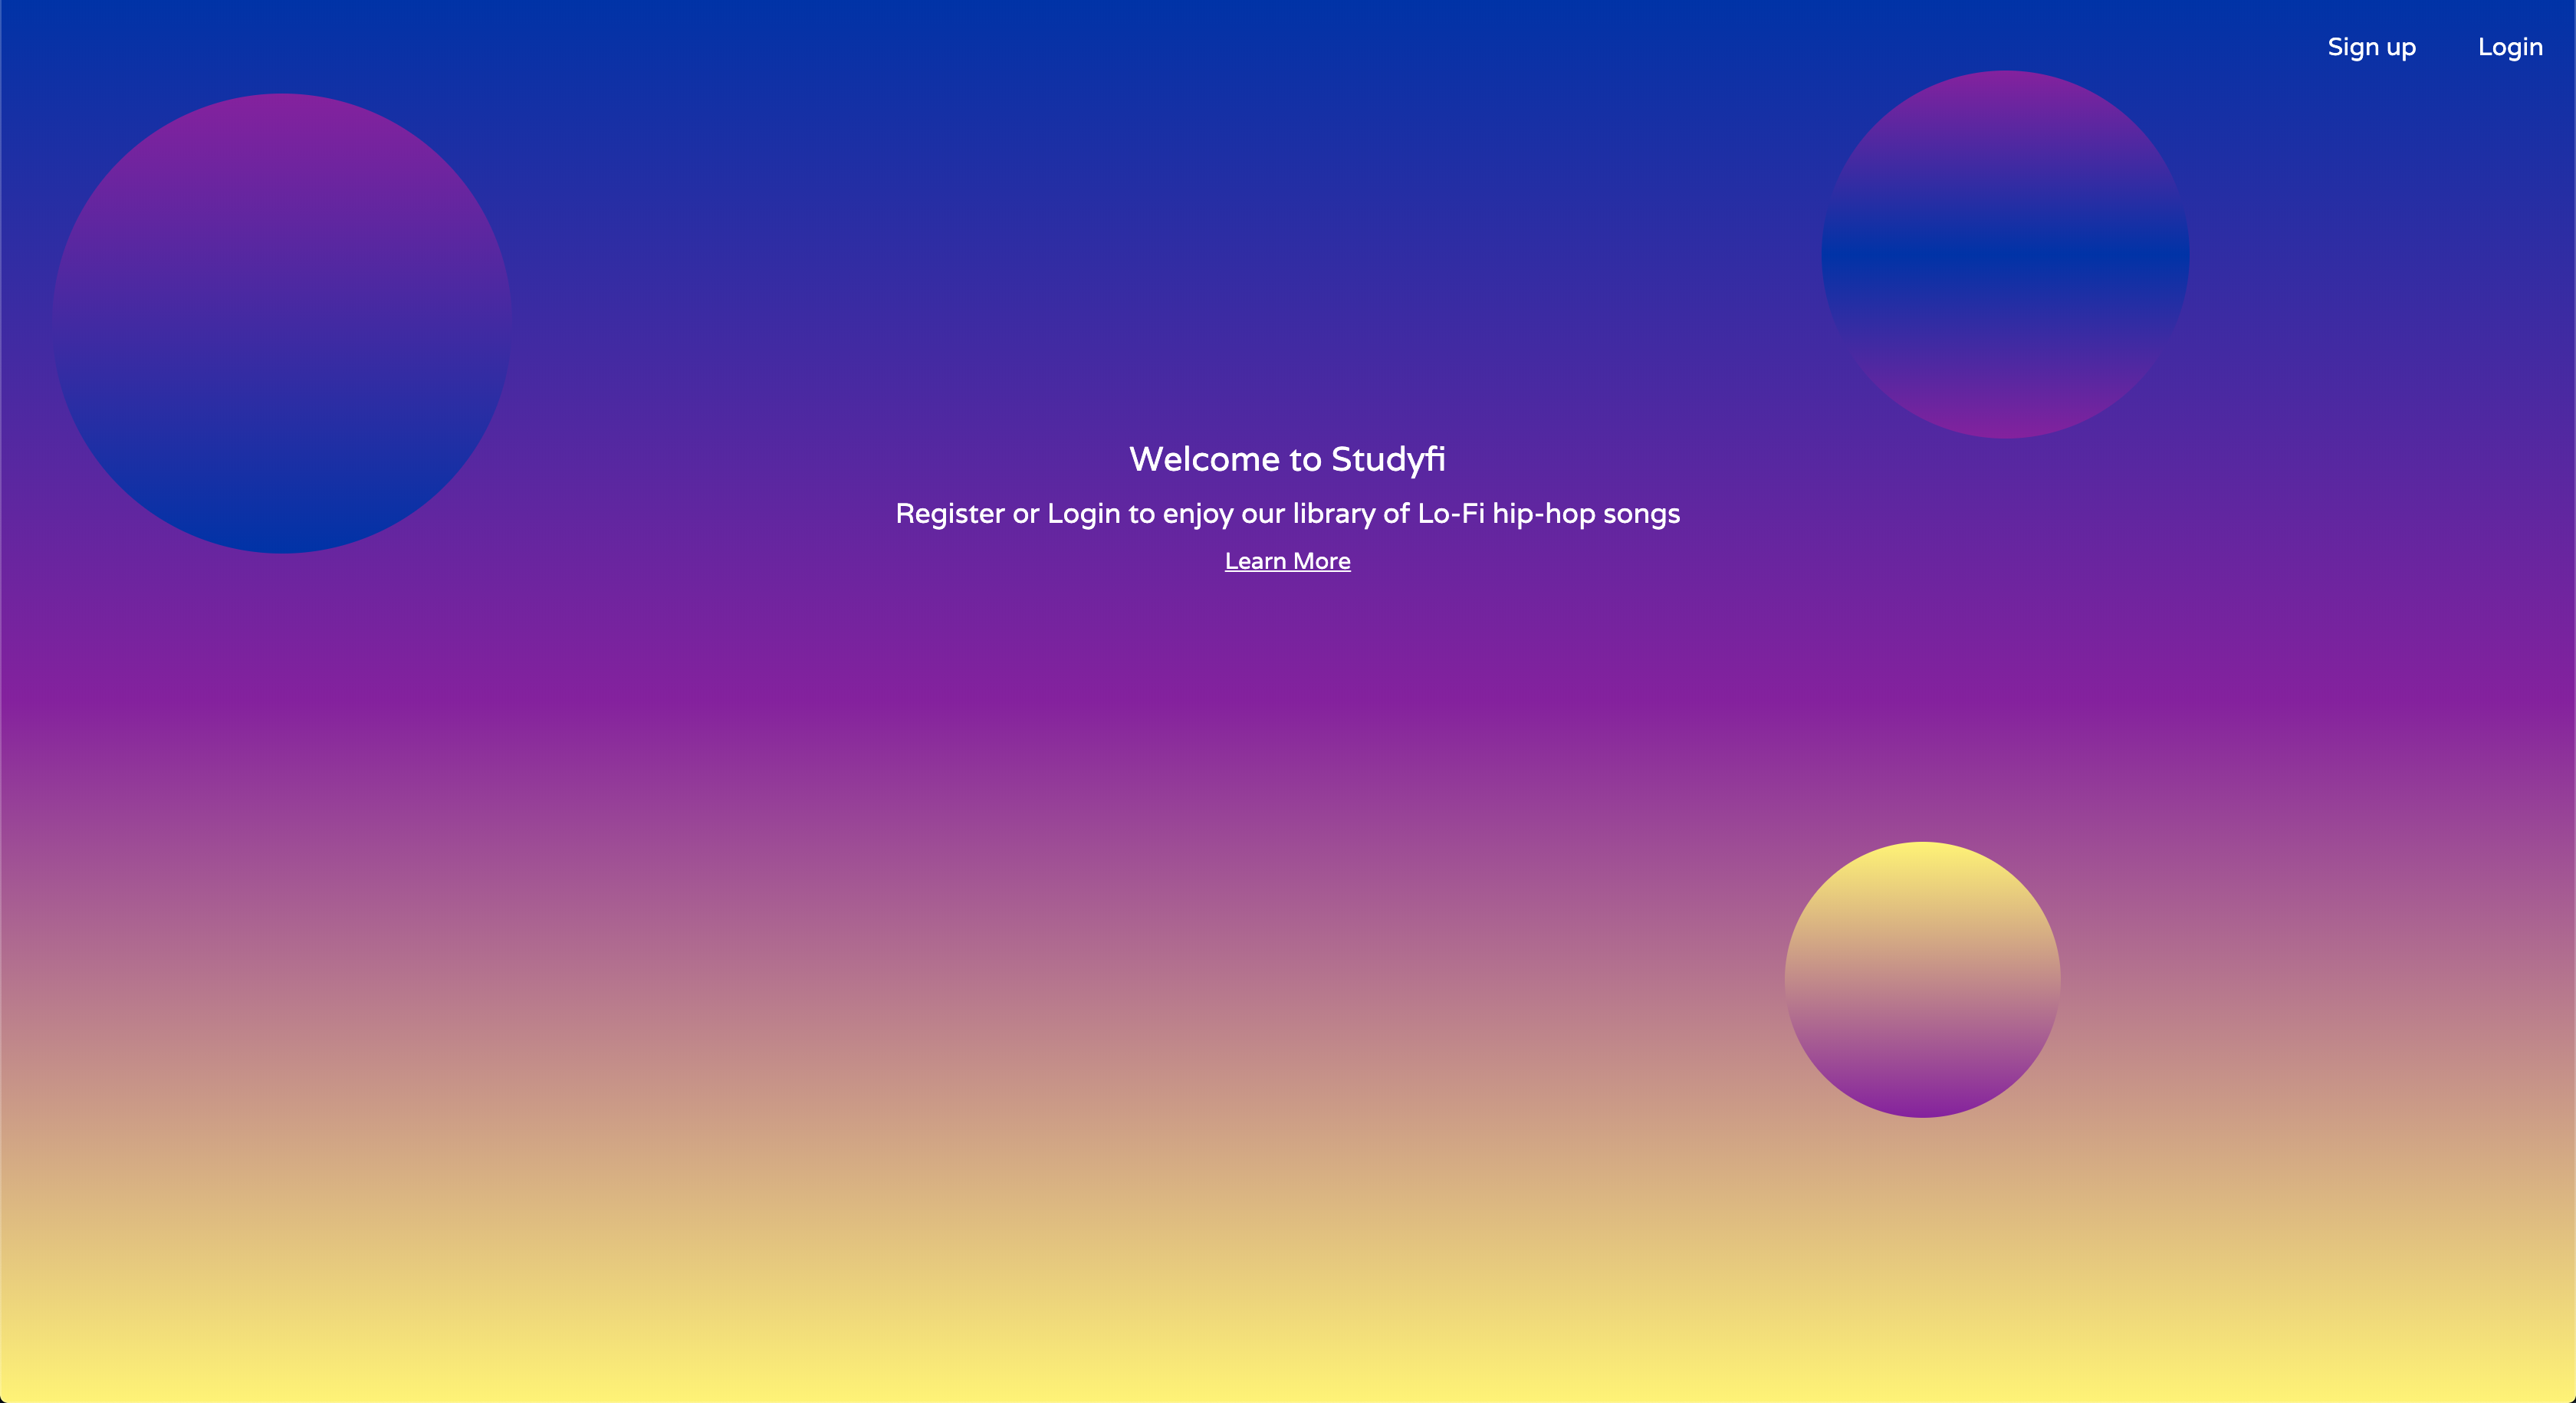 Sign up Login
Welcome to Studyfi
Register or Login to enjoy our library of Lo-Fi hip-hop songs
Learn More